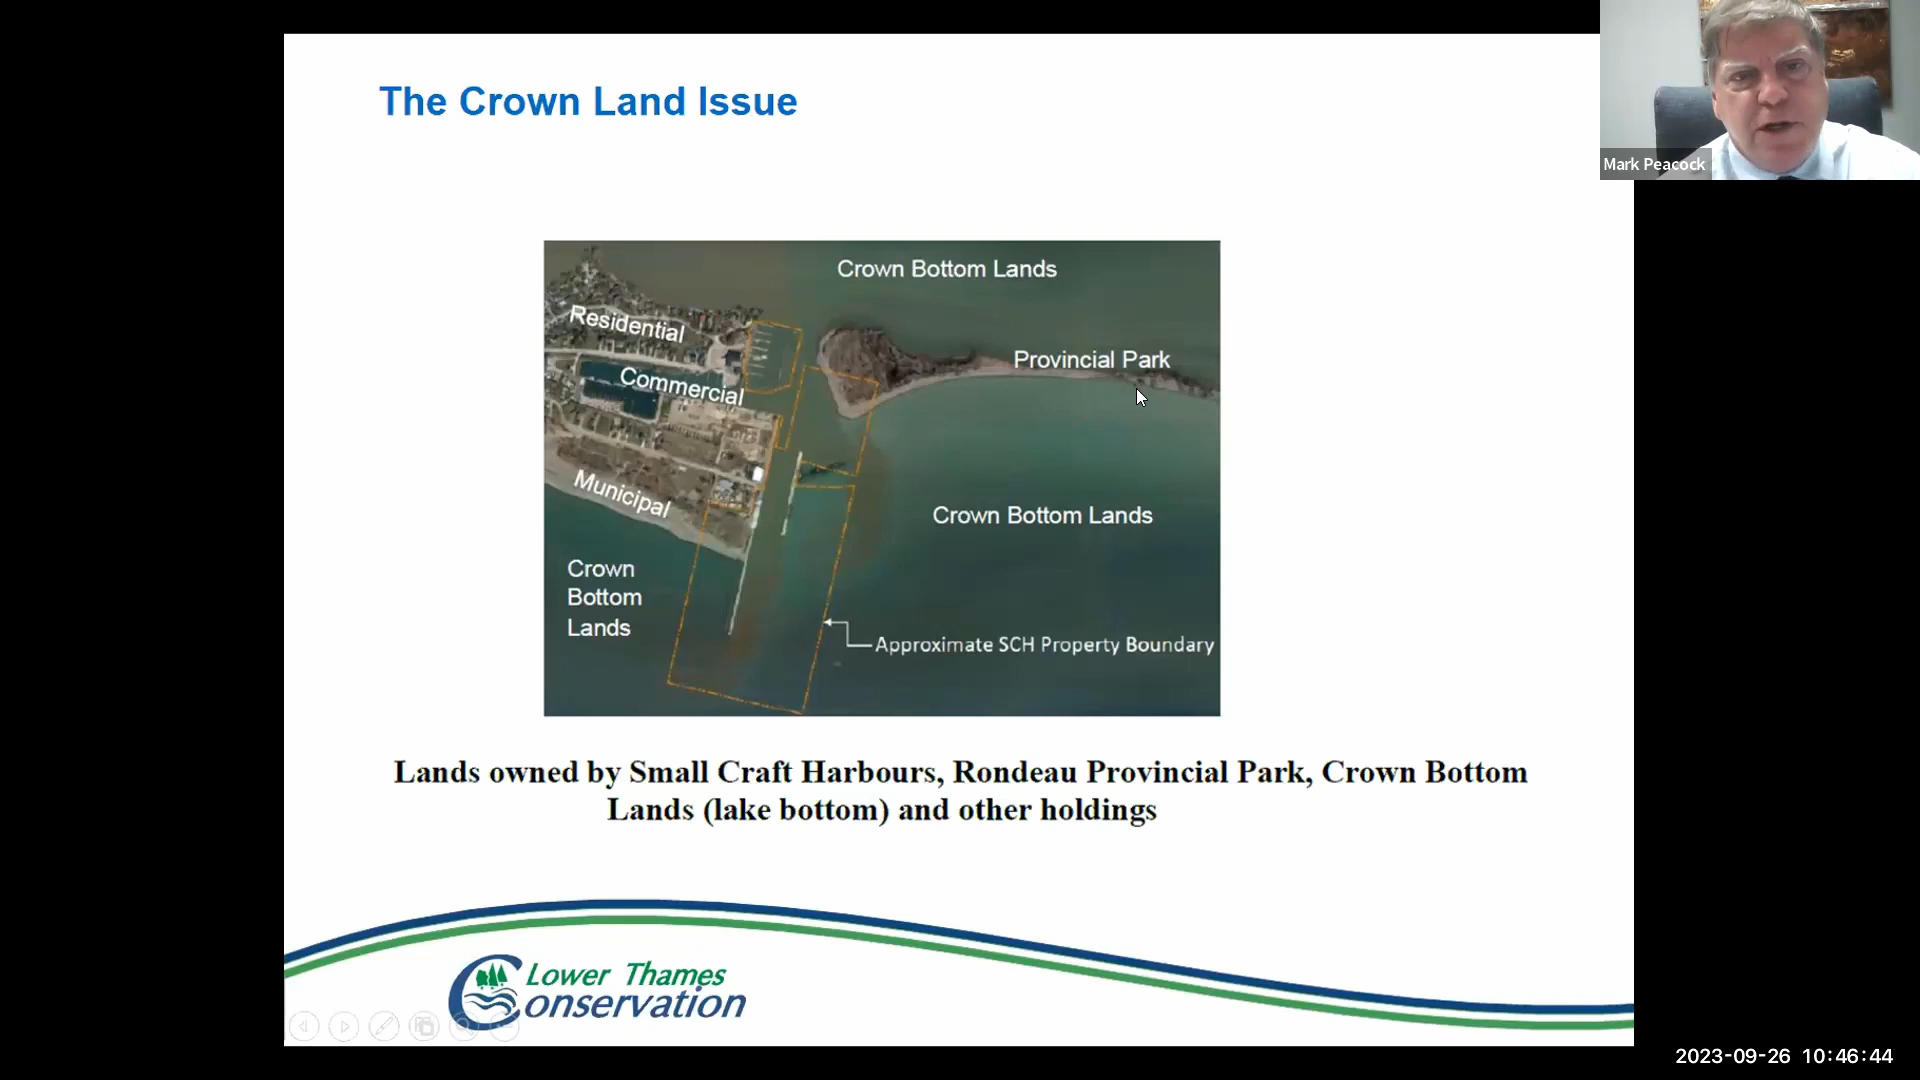 The Crown Land Issue
Mark Peacock
Crown Bottom Lands
Residential
Provincial Park
Commercial
Municipal
Crown Bottom Lands
Crown
Bottom
Lands
Approximate SCH Property Boundary
Lands owned by Small Craft Harbours, Rondeau Provincial Park, Crown Bottom
Lands (lake bottom) and other holdings
Lower Thames
Conservation
2023-09-26 10:46:44